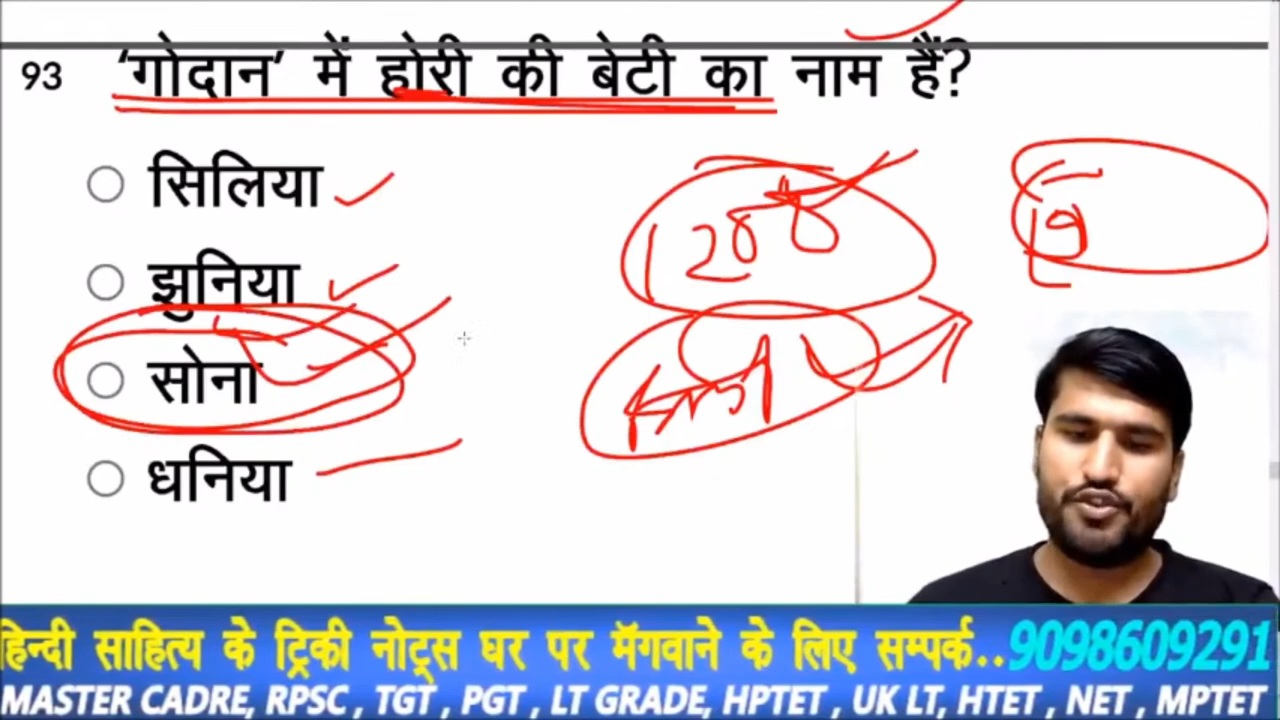 93 'गोदान' में होरी की बेटी का नाम हैं?
सिलिया
झुनिया
सोना
धनिया
हिन्दी साहित्य के ट्रिकी नोट्स घर पर मॅगवाने के लिए सम्पर्क..9098609291
MASTER CADRE, RPSC , TGT , PGT , LT GRADE, HPTET , UK LT, HTET , NET , MPTET